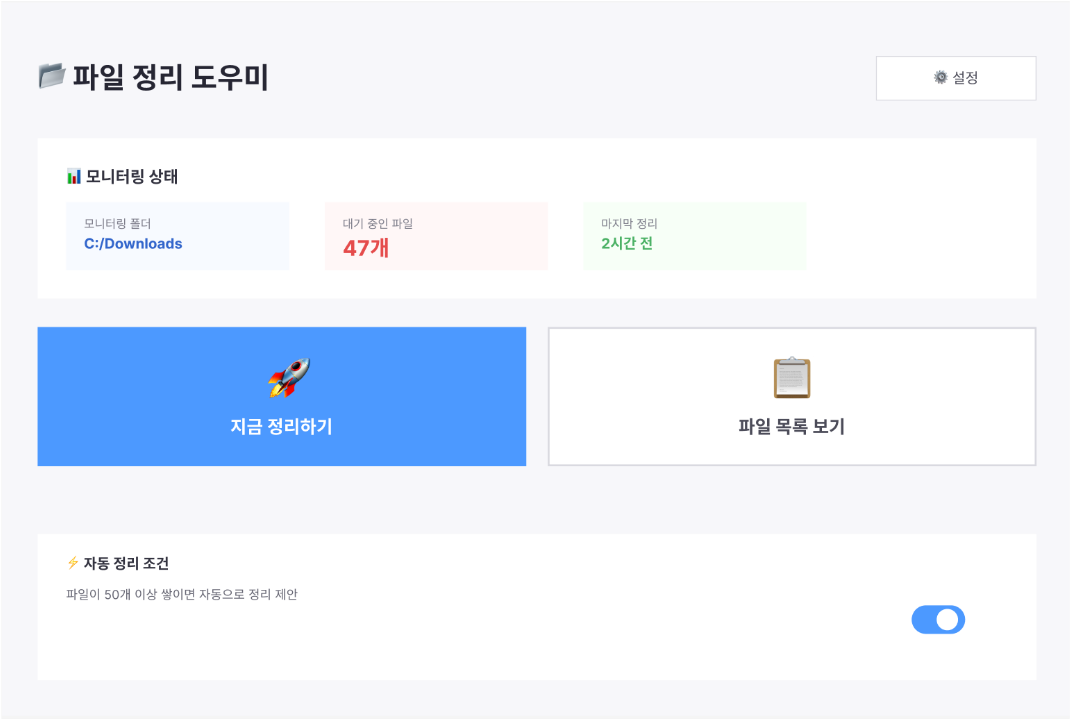 파일 정리 도우미
설정
모니터링 상태
모니터링 폴더
C:/Downloads
대기 중인 파일
47개
마지막 정리
2시간 전
지금 정리하기
파일 목록 보기
자동 정리 조건
파일이 50개 이상 쌓이면 자동으로 정리 제안